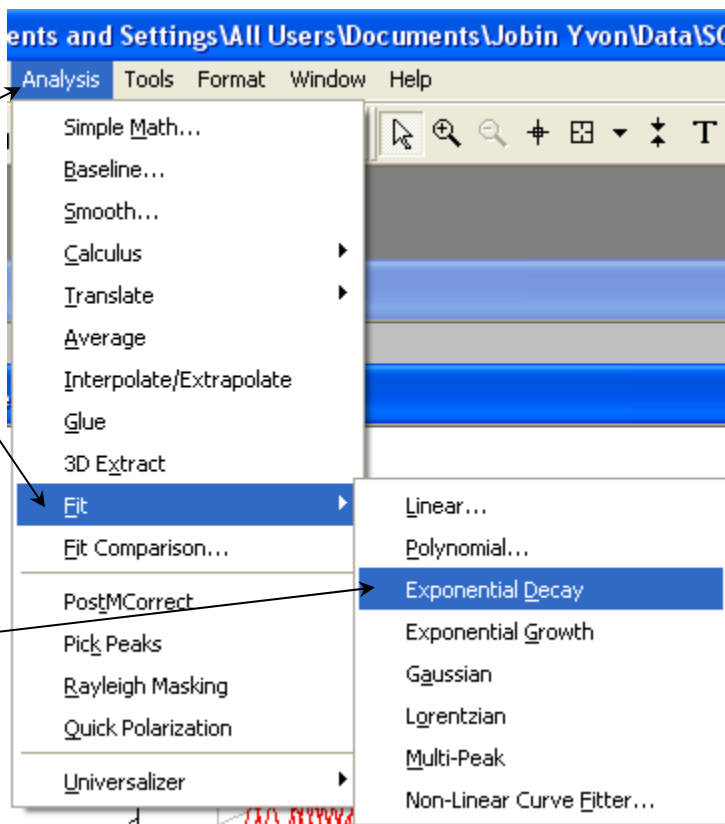 ents and Settings\All Users\Documents\Jobin Yvon\Data\SC
Analysis Tools Format Window Help
T
Simple Math...
Baseline...
Smooth...
Calculus
Translate
Average
Interpolate/Extrapolate
Glue
3D Extract
Fit
Fit Comparison...
PostMCorrect
Pick Peaks
Rayleigh Masking
Quick Polarization
Universalizer
Linear...
Polynomial...
Exponential Decay
Exponential Growth
Gaussian
Lorentzian
Multi-Peak
Non-Linear Curve Fitter...